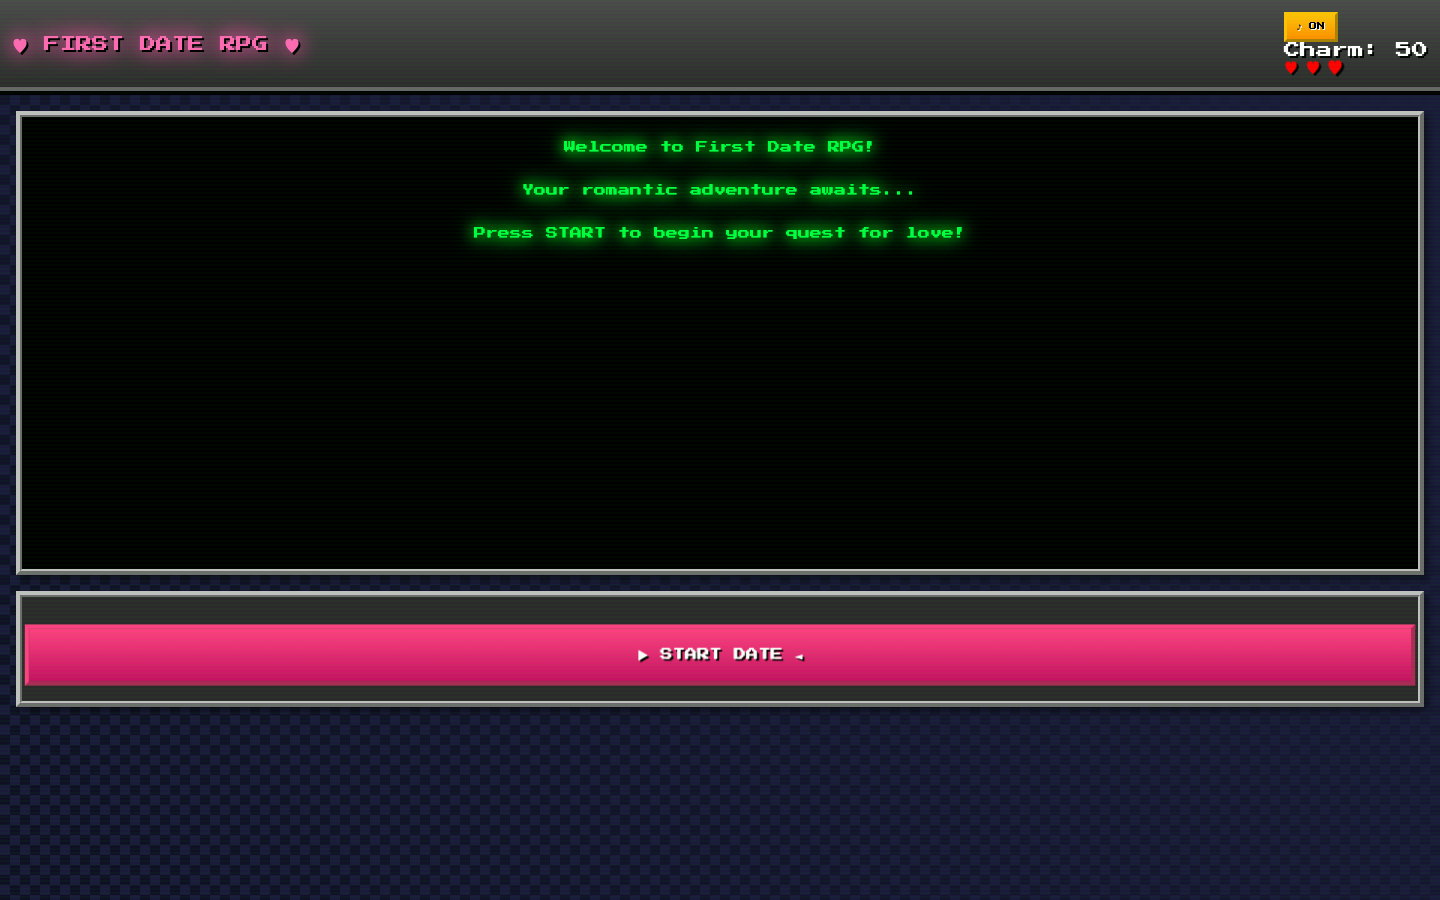 ♥ FIRST DATE RPG ♥
♪ ON
Charm: 50
♥ ♥ ♥
Welcome to First Date RPG!
Your romantic adventure awaits...
Press START to begin your quest for love!
▶ START DATE ◄